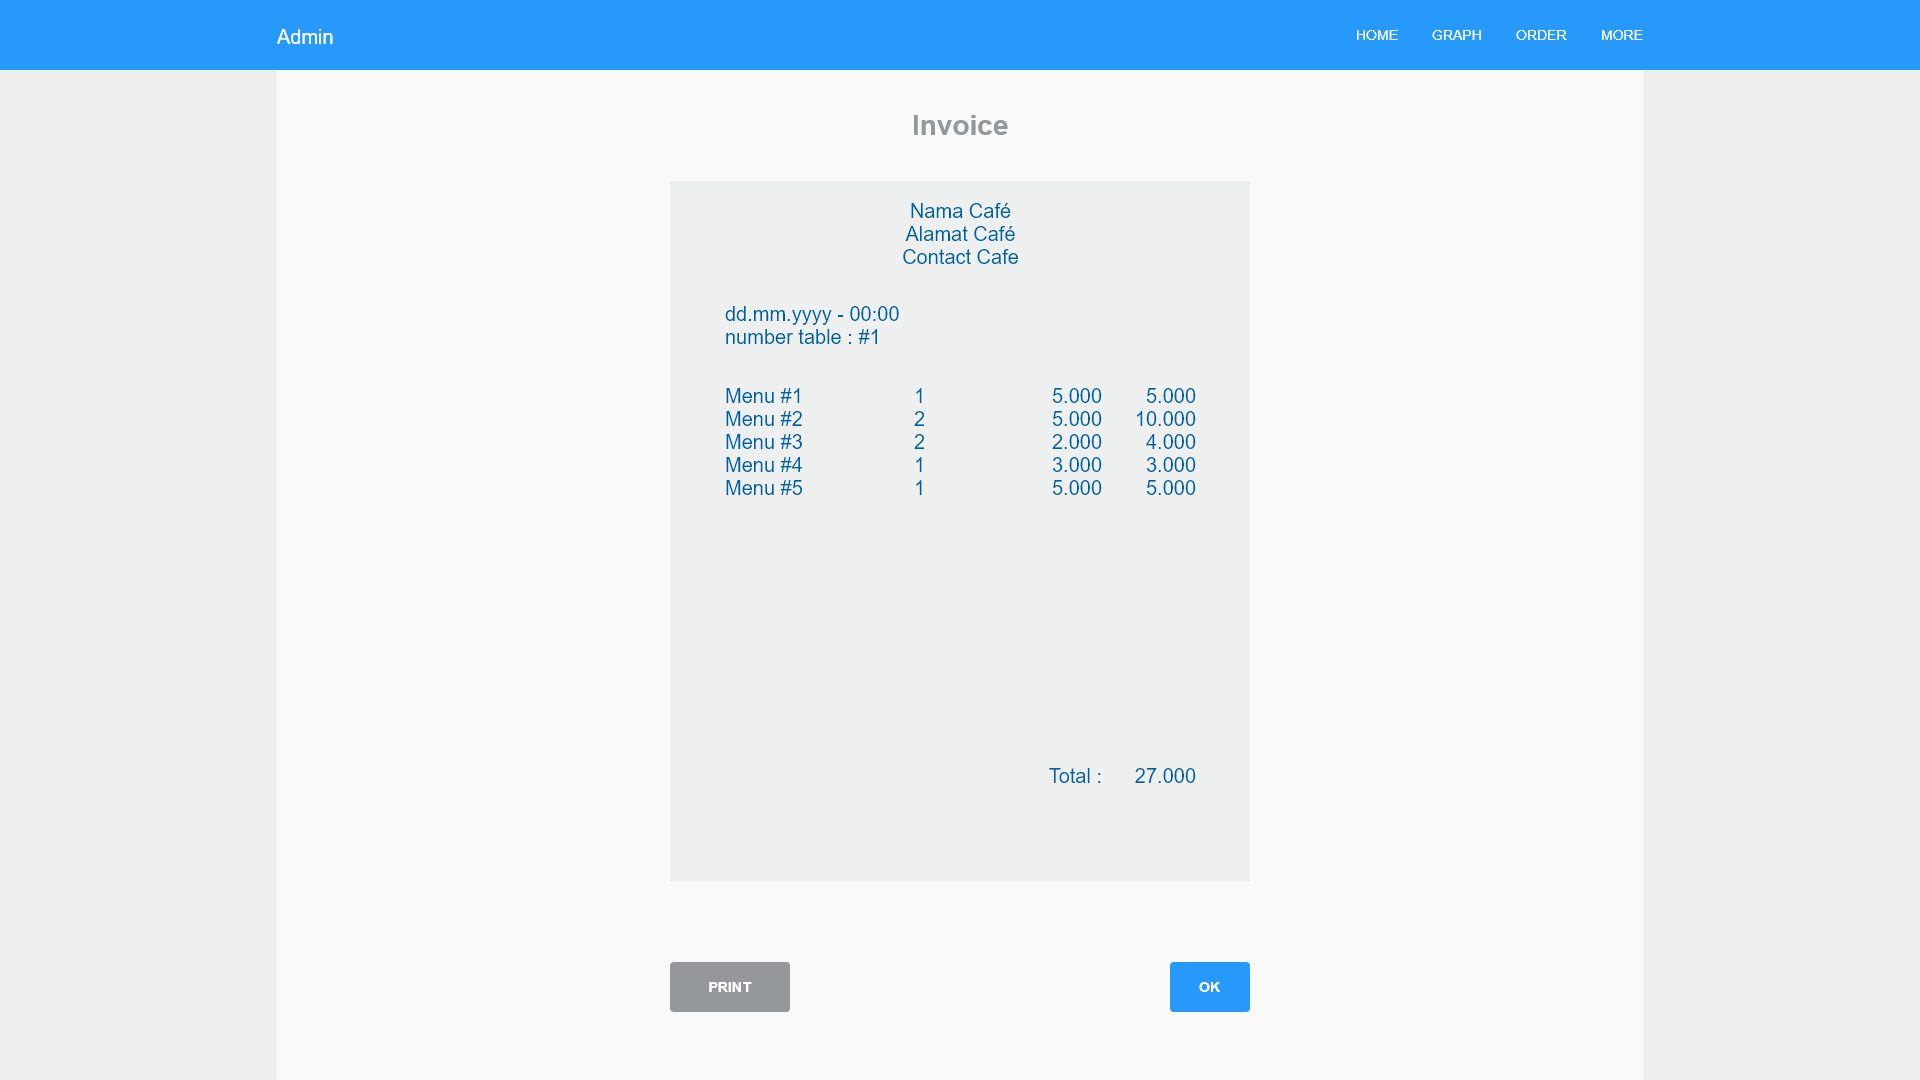 Admin HOME GRAPH ORDER MORE
Invoice
Nama Café
Alamat Café
Contact Cafe
dd.mm.yyyy - 00:00
number table : #1
Menu #1 1 5.000 5.000
Menu #2 2 5.000 10.000
Menu #3 2 2.000 4.000
Menu #4 1 3.000 3.000
Menu #5 1 5.000 5.000
Total : 27.000
PRINT OK